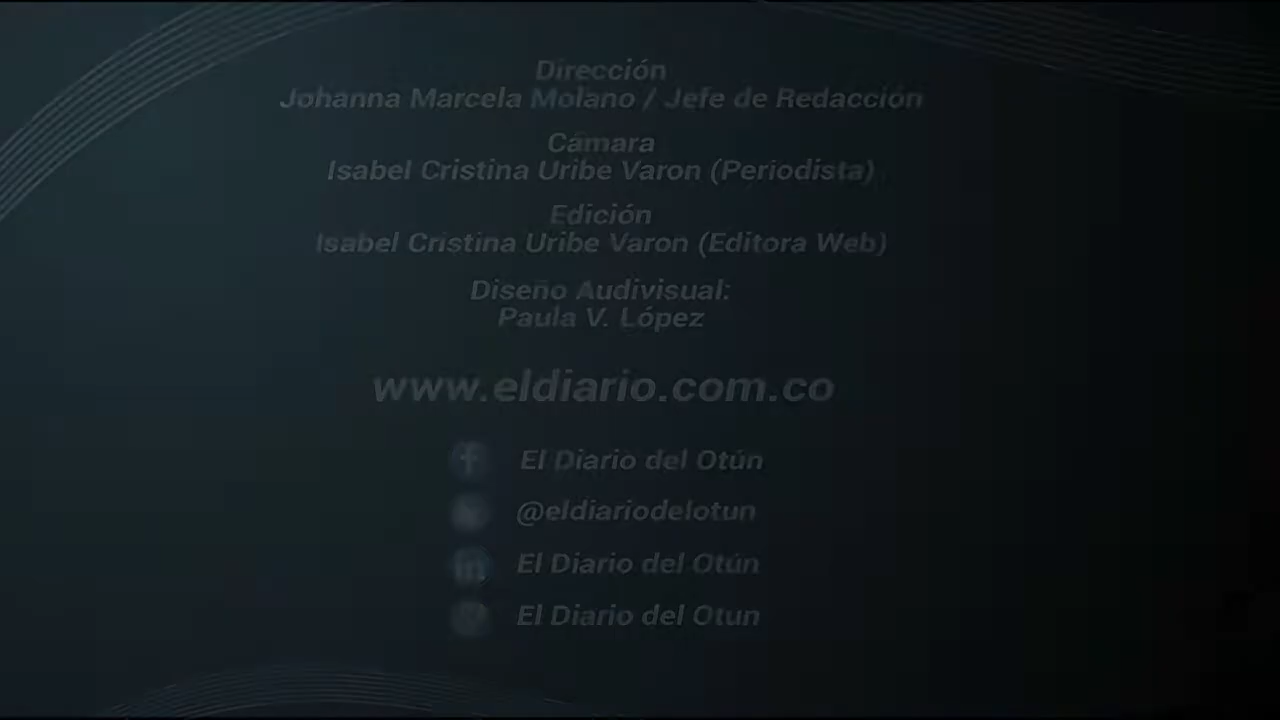 Dirección
Johanna Marcela Molano / Jefe de Redacción
Cámara
Isabel Cristina Uribe Varon (Periodista)
Edición
Isabel Cristina Uribe Varon (Editora Web)
Diseño Audivisual:
Paula V. López
www.eldiario.com.co
El Diario del Otún
@eldiariodelotun
El Diario del Otún
El Diario del Otun